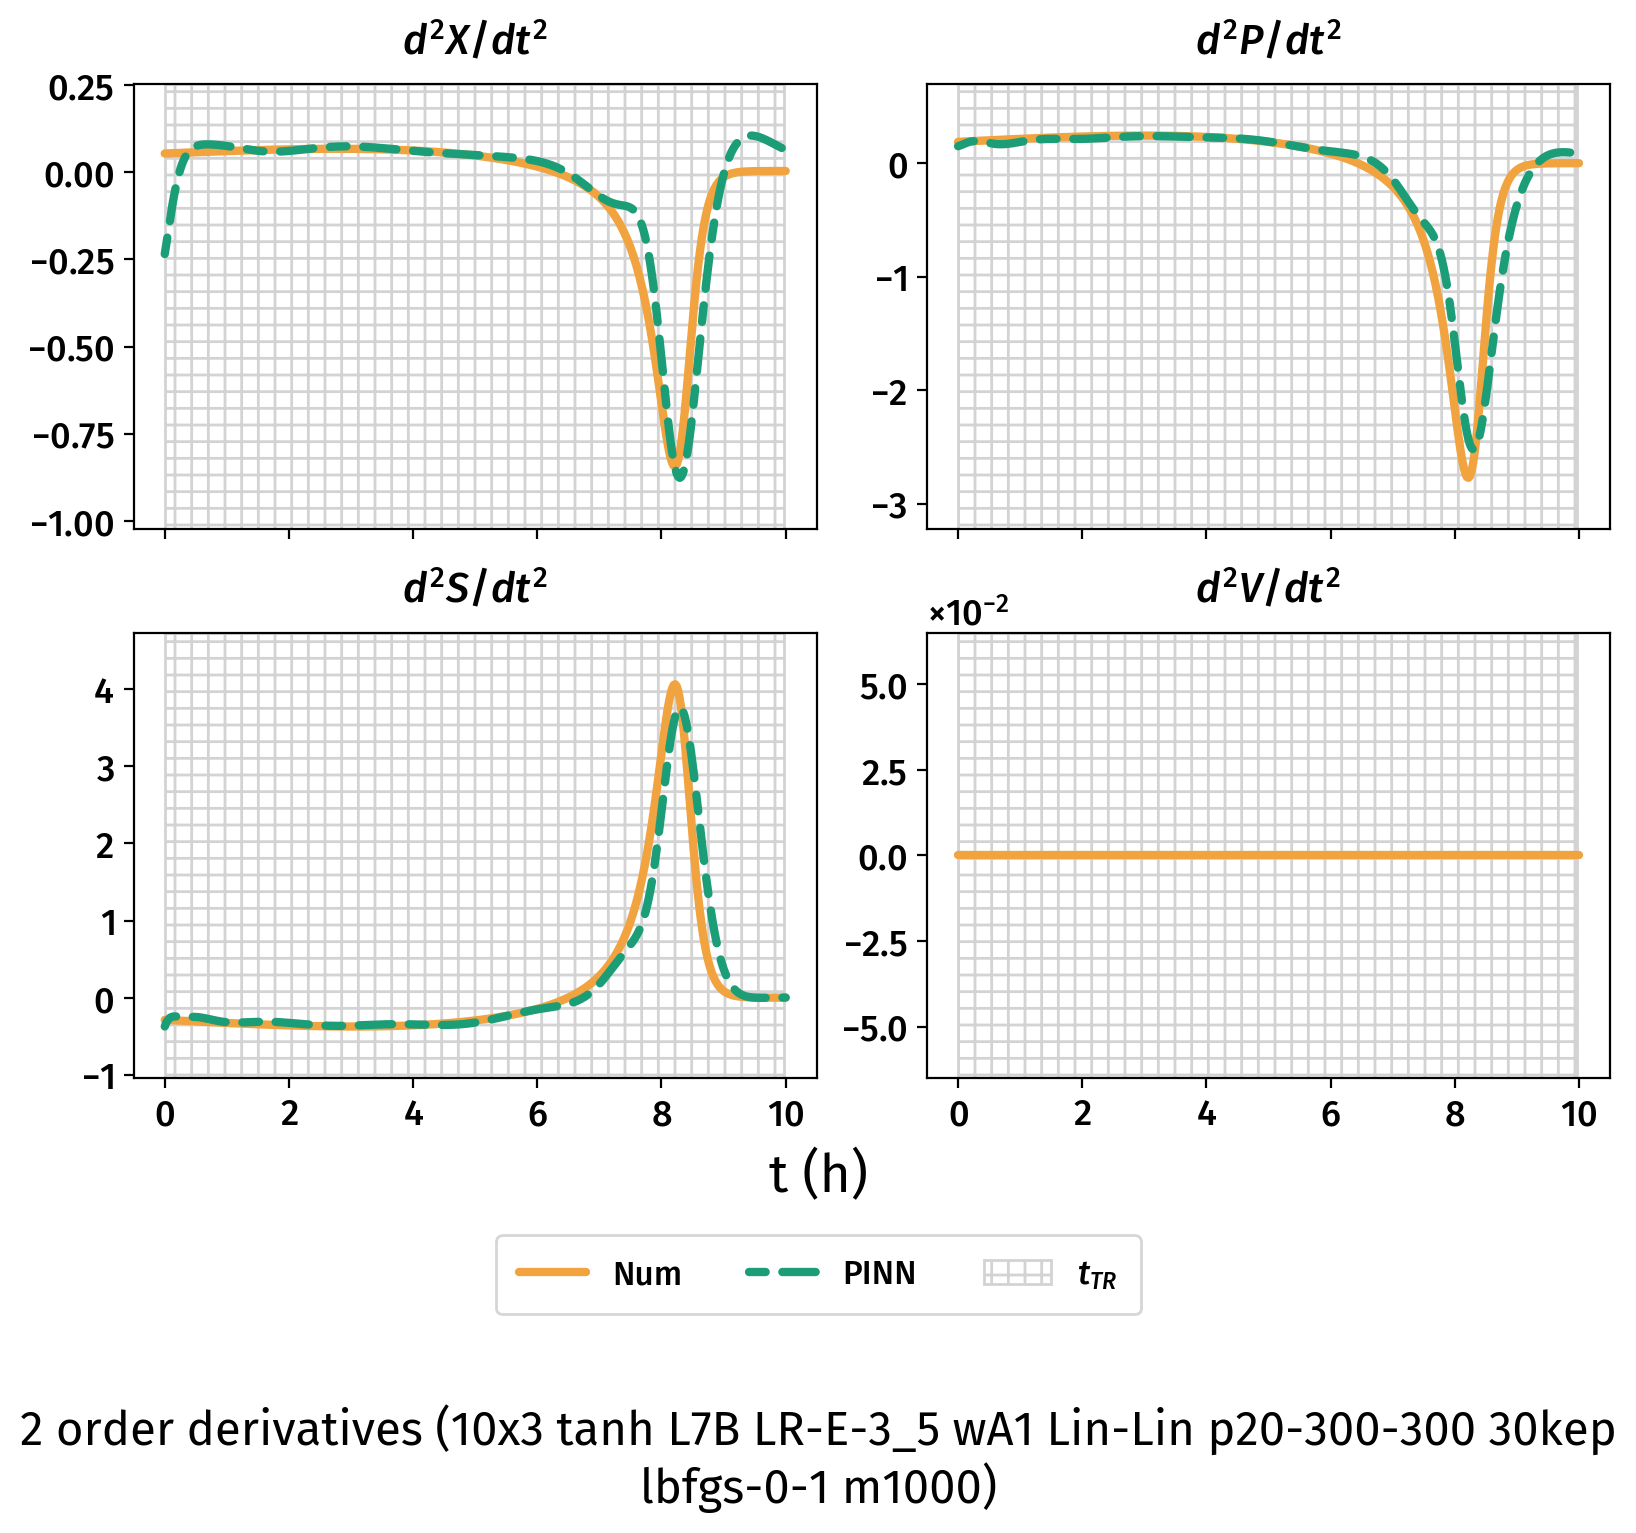 d²X/dt²
d²P/dt²
0.25
0.00
−0.25
−0.50
−0.75
−1.00
0
−1
−2
−3
d²S/dt²
d²V/dt²
×10⁻²
4
3
2
1
0
−1
5.0
2.5
0.0
−2.5
−5.0
0 2 4 6 8 10
0 2 4 6 8 10
t (h)
Num PINN t_TR
2 order derivatives (10x3 tanh L7B LR-E-3_5 wA1 Lin-Lin p20-300-300 30kep
lbfgs-0-1 m1000)